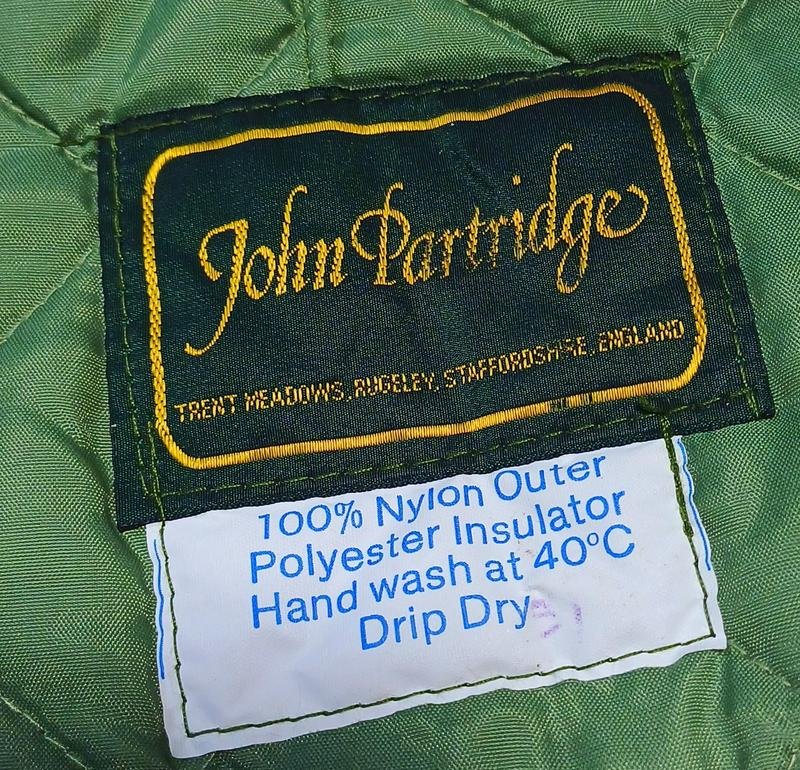 John Partridge
TRENT MEADOWS, RUGELEY, STAFFORDSHIRE, ENGLAND
100% Nylon Outer
Polyester Insulator
Hand wash at 40°C
Drip Dry